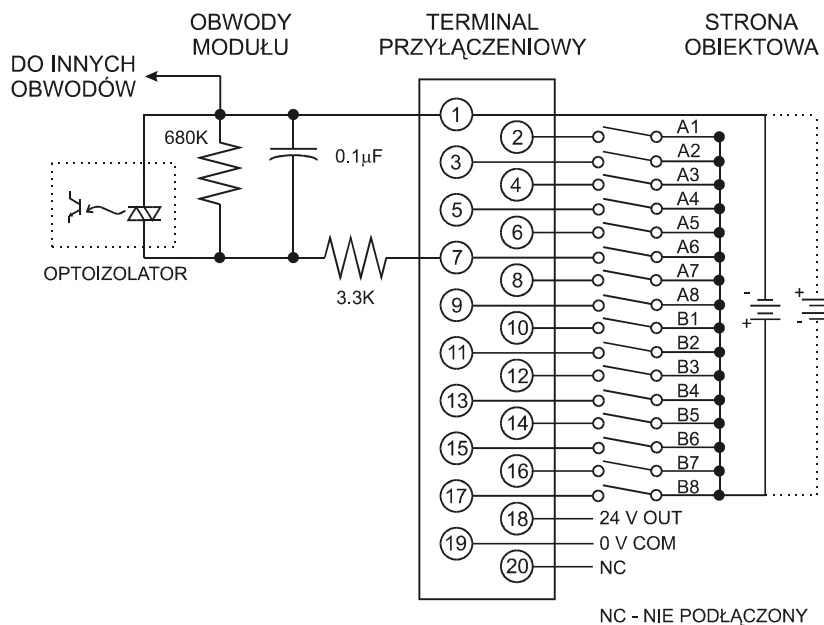 OBWODY
MODUŁU
TERMINAL
PRZYŁĄCZENIOWY
STRONA
OBIEKTOWA
DO INNYCH
OBWODÓW
680K
0.1µF
OPTOIZOLATOR
3.3K
1
2 A1
3 A2
4 A3
5 A4
6 A5
7 A6
8 A7
9 A8
10 B1
11 B2
12 B3
13 B4
14 B5
15 B6
16 B7
17 B8
18 24 V OUT
19 0 V COM
20 NC
- +
+ -
NC - NIE PODŁĄCZONY